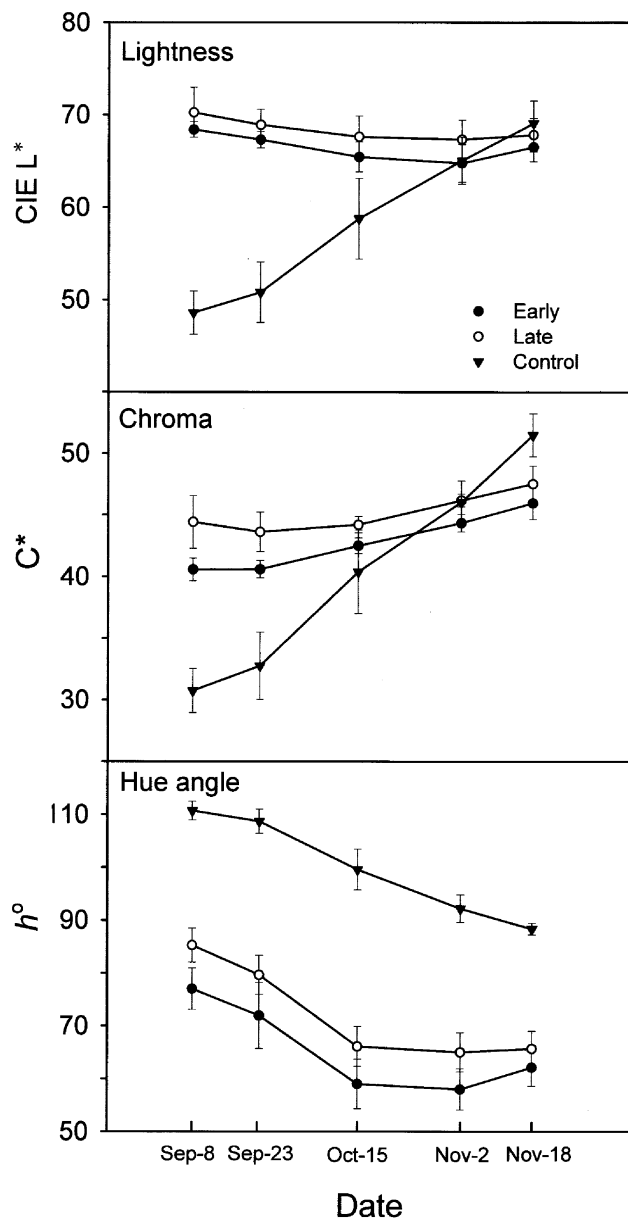 80
Lightness
70
CIE L*
60
50
Early
Late
Control
Chroma
50
C*
40
30
Hue angle
110
h°
90
70
50
Sep-8 Sep-23 Oct-15 Nov-2 Nov-18
Date